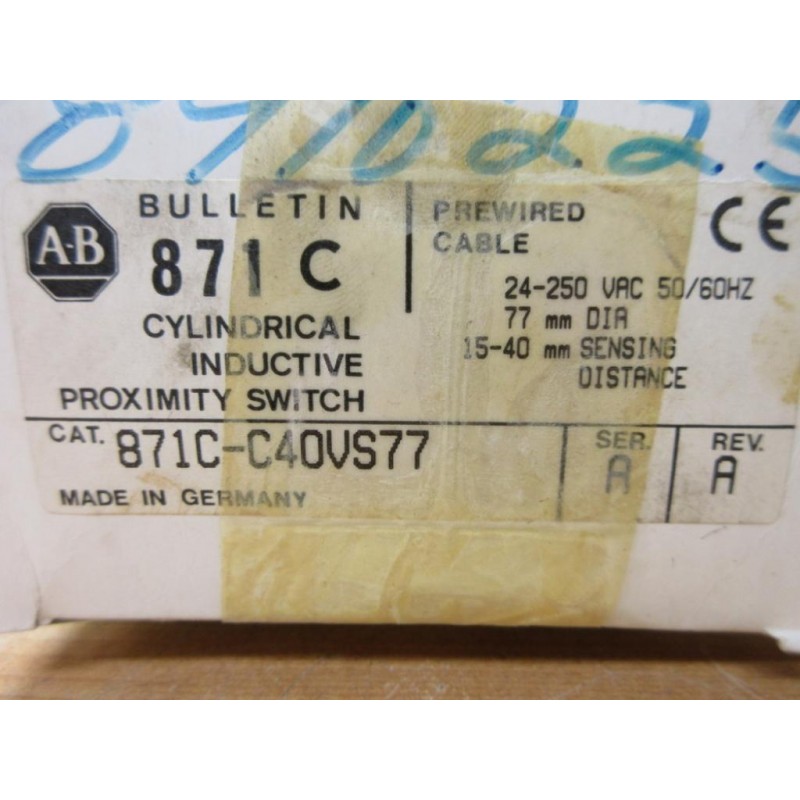 8410225
A-B
BULLETIN
871 C
CYLINDRICAL
INDUCTIVE
PROXIMITY SWITCH
PREWIRED
CABLE
CE
24-250 VAC 50/60HZ
77 mm DIA
15-40 mm SENSING
DISTANCE
CAT. 871C-C40VS77
SER. A
REV. A
MADE IN GERMANY